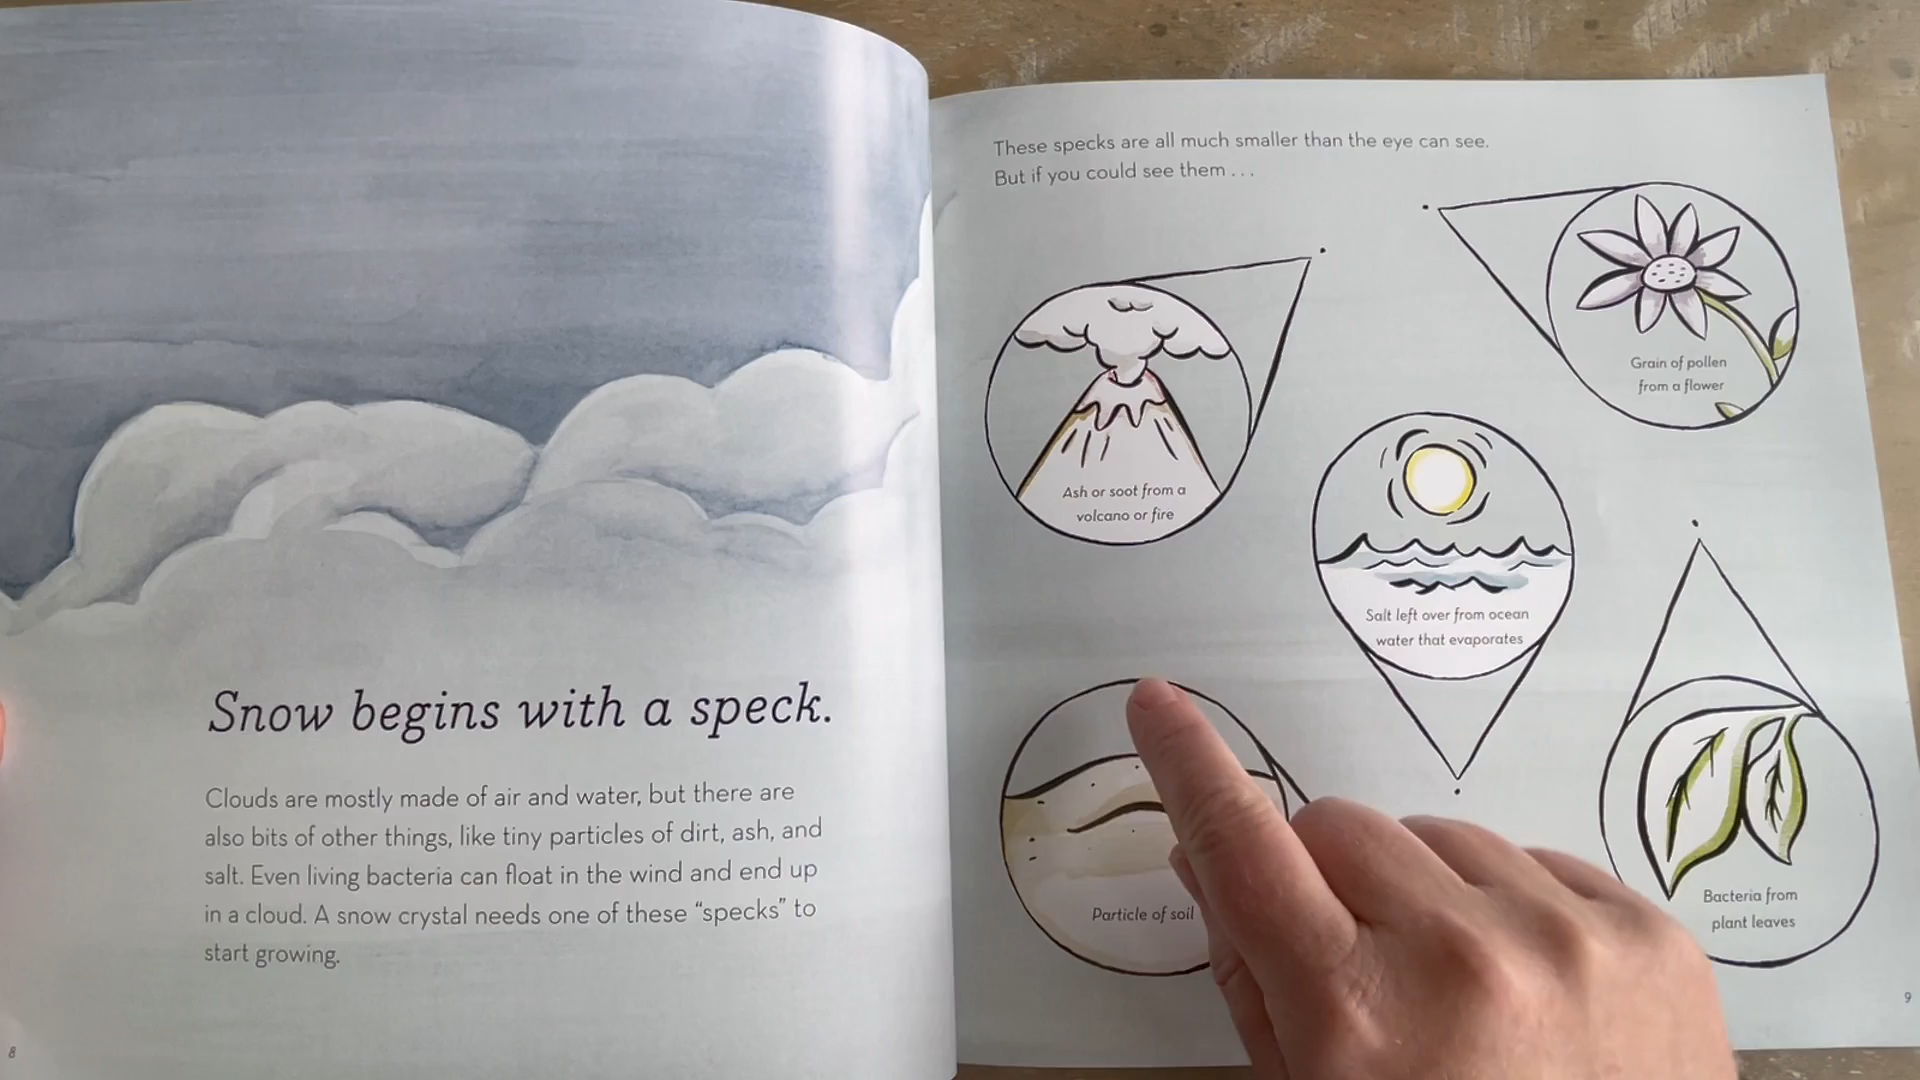 Snow begins with a speck.
Clouds are mostly made of air and water, but there are
also bits of other things, like tiny particles of dirt, ash, and
salt. Even living bacteria can float in the wind and end up
in a cloud. A snow crystal needs one of these “specks” to
start growing.
8
These specks are all much smaller than the eye can see.
But if you could see them . . .
Grain of pollen
from a flower
Ash or soot from a
volcano or fire
Salt left over from ocean
water that evaporates
Particle of soil
Bacteria from
plant leaves
9